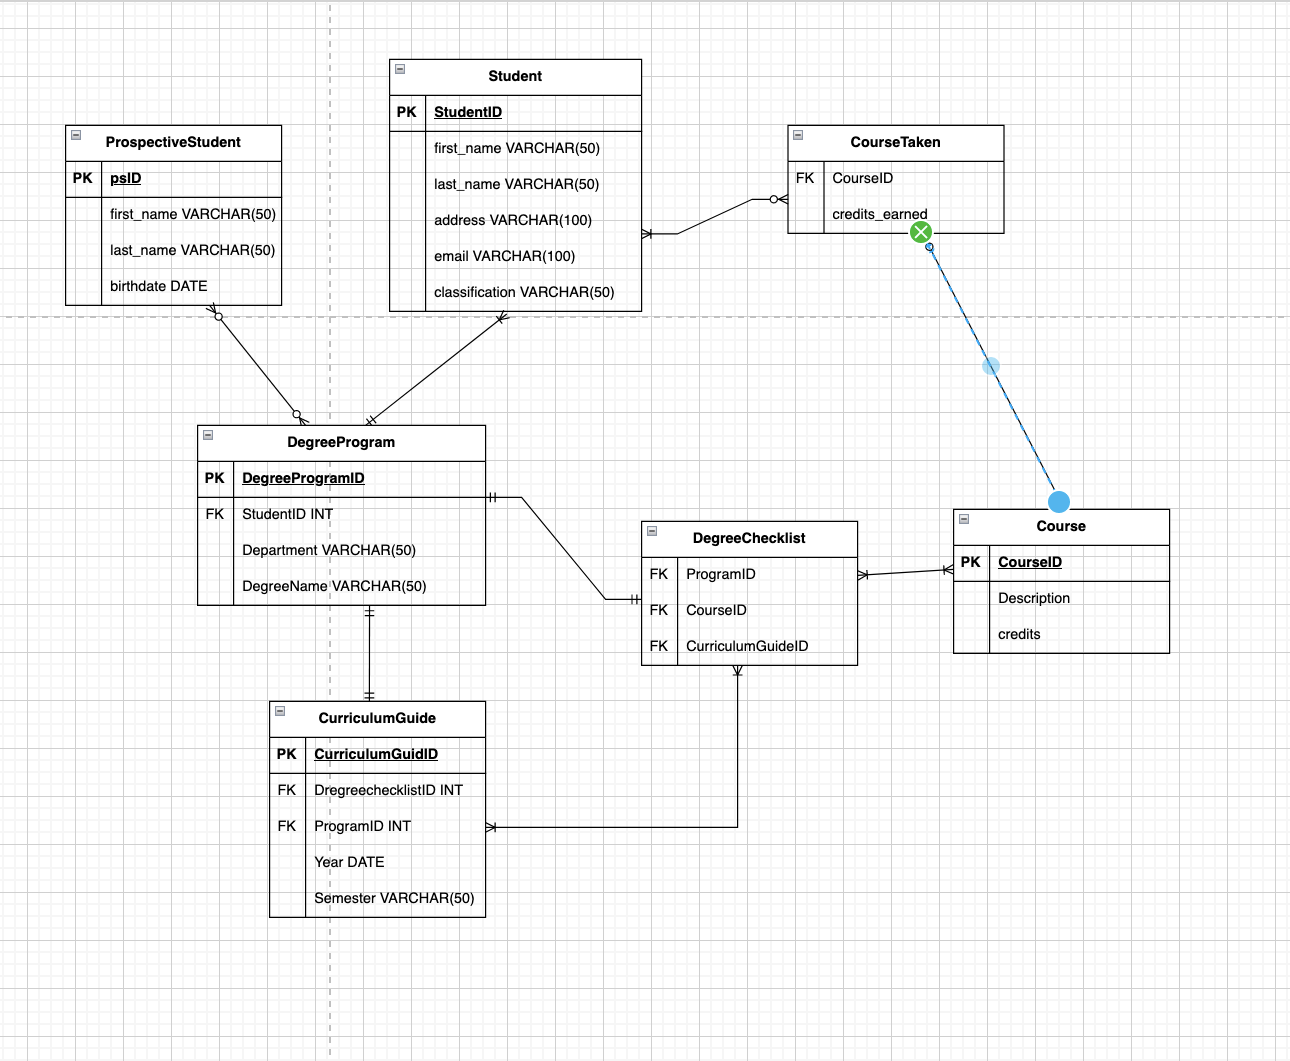 Student
PK StudentID
first_name VARCHAR(50)
last_name VARCHAR(50)
address VARCHAR(100)
email VARCHAR(100)
classification VARCHAR(50)
ProspectiveStudent
PK psID
first_name VARCHAR(50)
last_name VARCHAR(50)
birthdate DATE
CourseTaken
FK CourseID
credits_earned
DegreeProgram
PK DegreeProgramID
FK StudentID INT
Department VARCHAR(50)
DegreeName VARCHAR(50)
DegreeChecklist
FK ProgramID
FK CourseID
FK CurriculumGuideID
Course
PK CourseID
Description
credits
CurriculumGuide
PK CurriculumGuidID
FK DregreechecklistID INT
FK ProgramID INT
Year DATE
Semester VARCHAR(50)